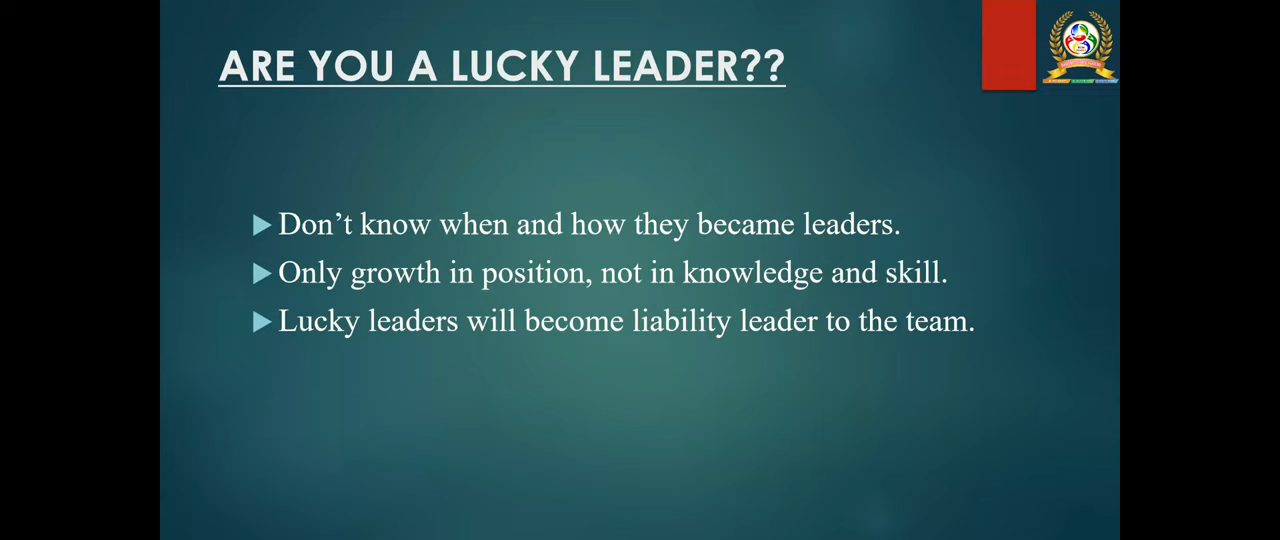 ARE YOU A LUCKY LEADER??
Don’t know when and how they became leaders.
Only growth in position, not in knowledge and skill.
Lucky leaders will become liability leader to the team.